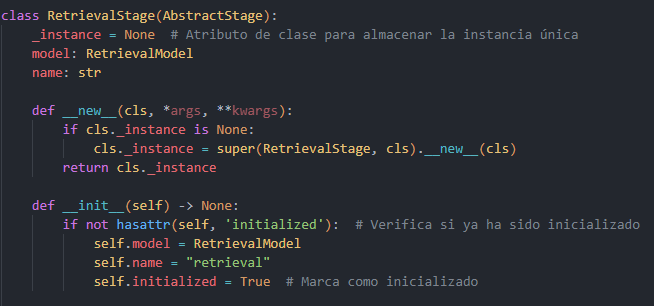 class RetrievalStage(AbstractStage):
    _instance = None  # Atributo de clase para almacenar la instancia única
    model: RetrievalModel
    name: str

    def __new__(cls, *args, **kwargs):
        if cls._instance is None:
            cls._instance = super(RetrievalStage, cls).__new__(cls)
        return cls._instance

    def __init__(self) -> None:
        if not hasattr(self, 'initialized'):  # Verifica si ya ha sido inicializado
            self.model = RetrievalModel
            self.name = "retrieval"
            self.initialized = True  # Marca como inicializado